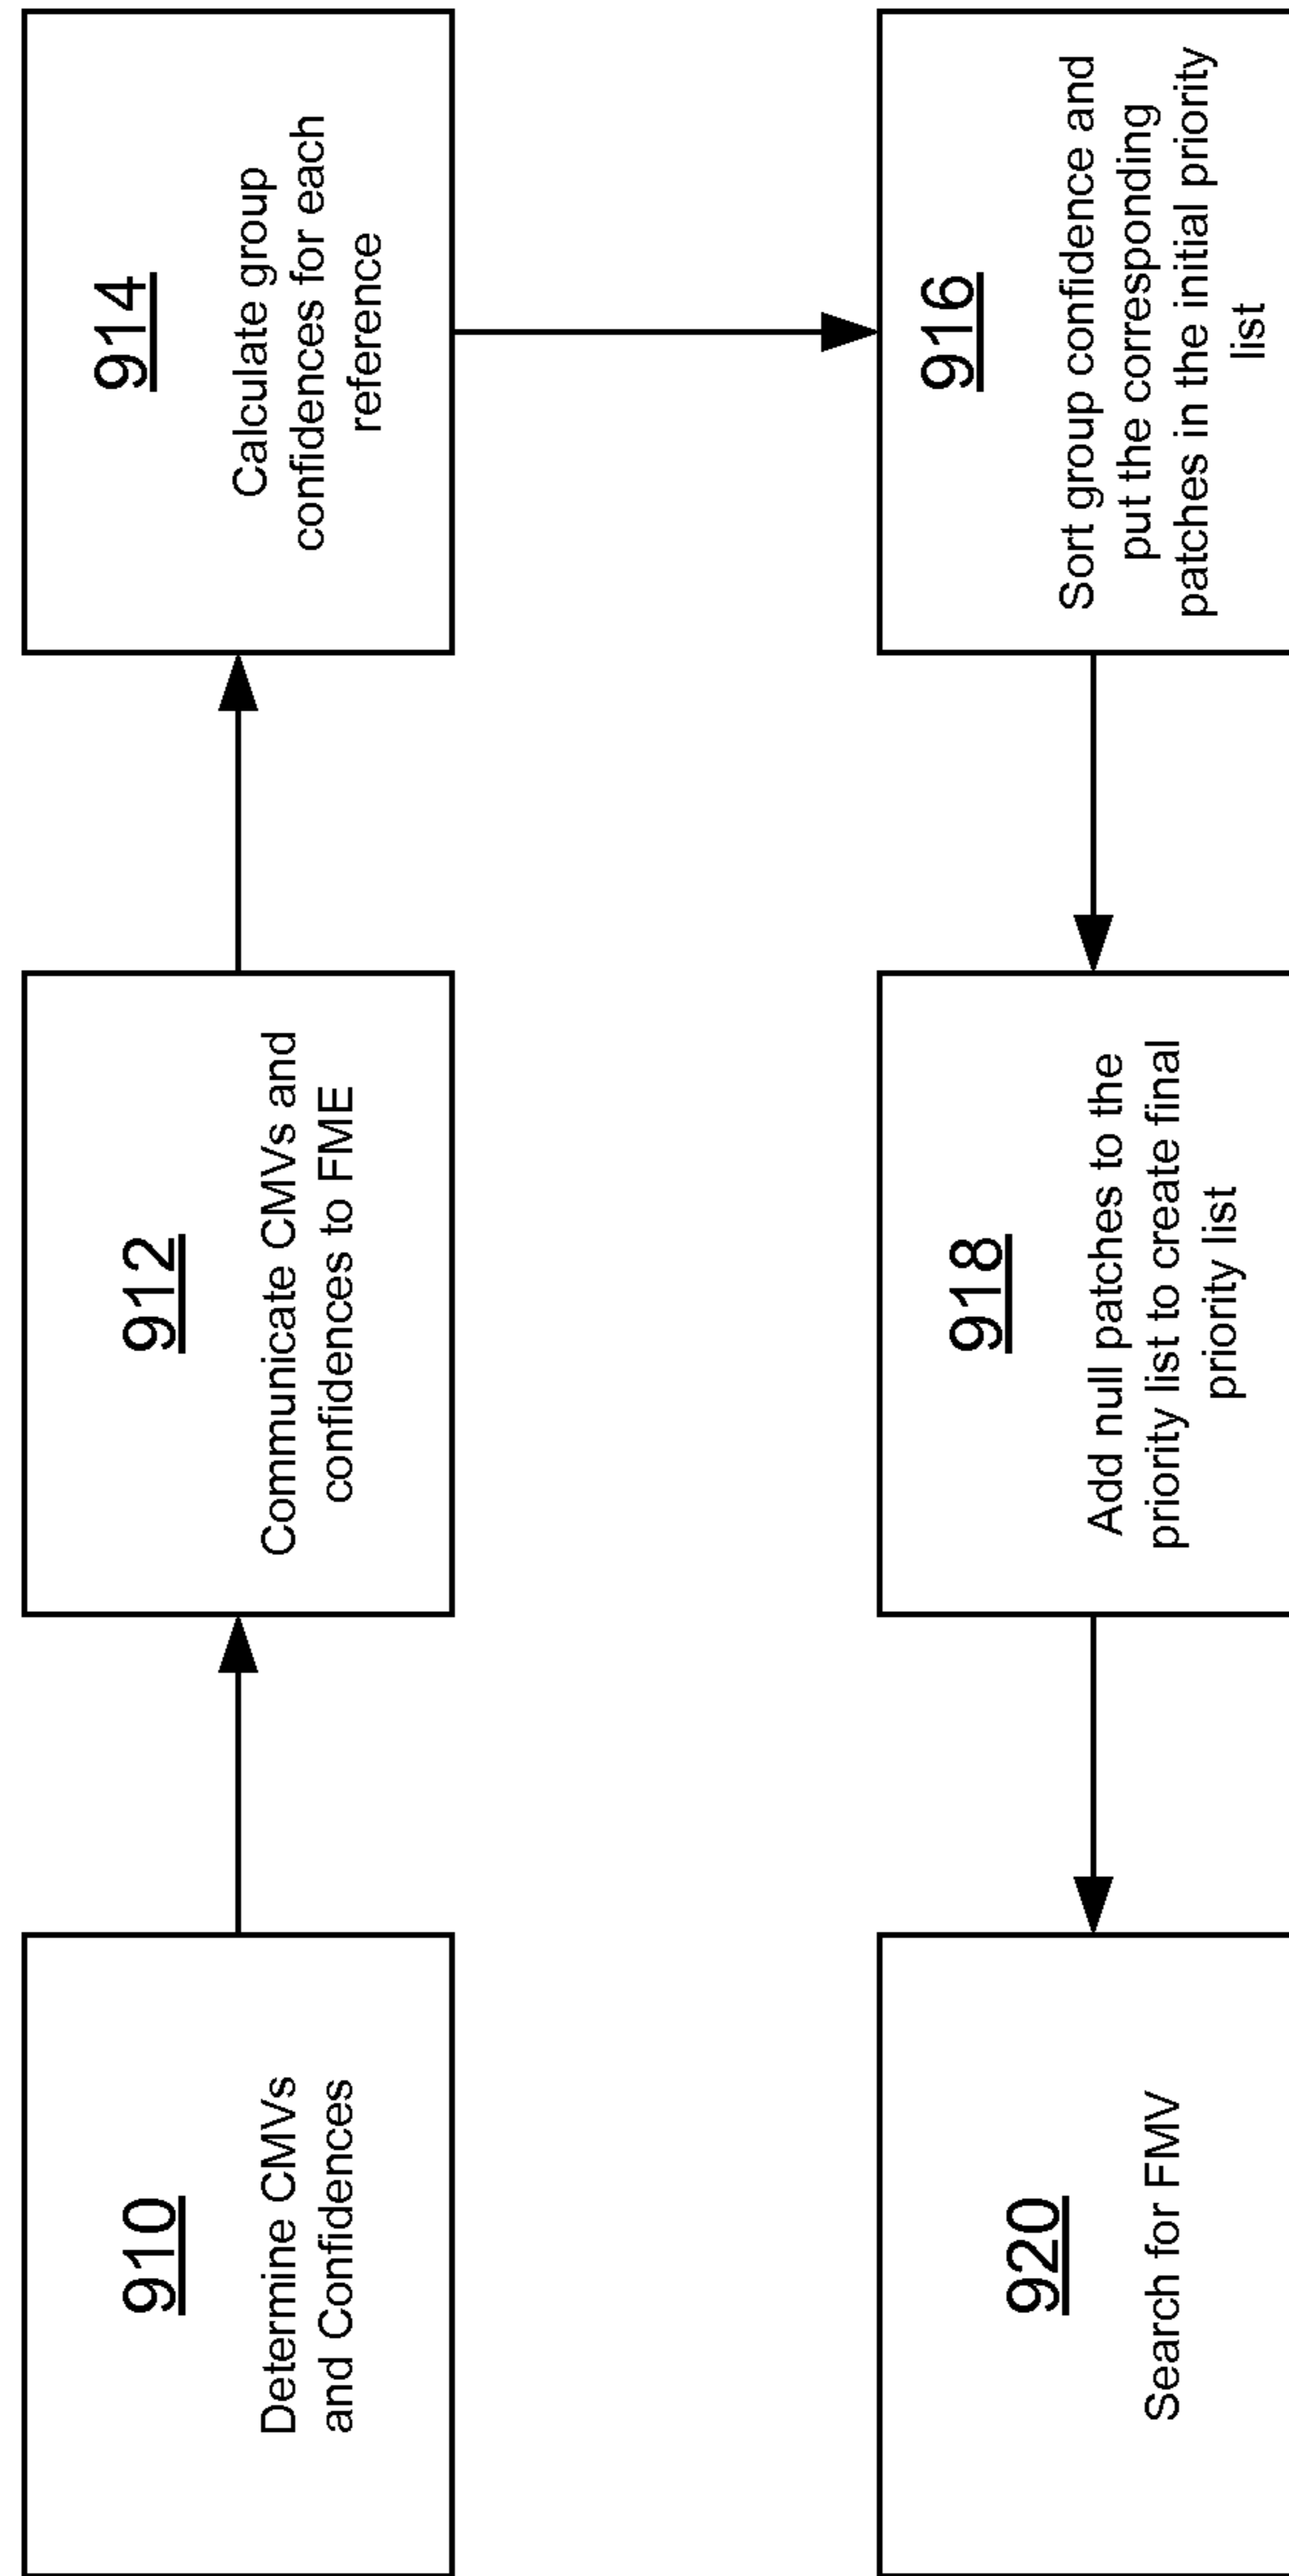 910
Determine CMVs
and Confidences
912
Communicate CMVs and
confidences to FME
914
Calculate group
confidences for each
reference
916
Sort group confidence and
put the corresponding
patches in the initial priority
list
918
Add null patches to the
priority list to create final
priority list
920
Search for FMV